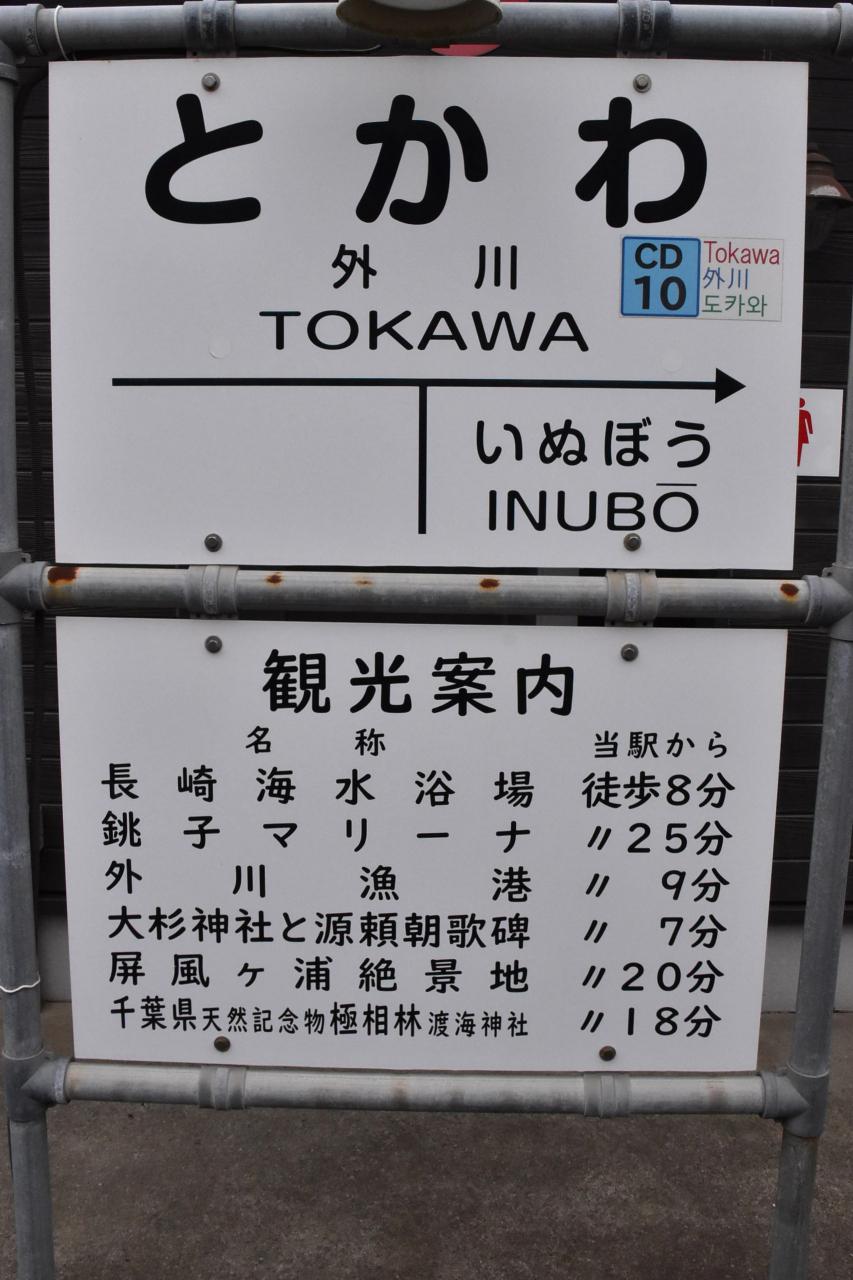 とかわ
外川
TOKAWA
CD
10
Tokawa
外川
도카와
いぬぼう
INUBŌ
観光案内
名称 当駅から
長崎海水浴場 徒歩8分
銚子マリーナ 〃25分
外川漁港 〃9分
大杉神社と源頼朝歌碑 〃7分
屏風ヶ浦絶景地 〃20分
千葉県天然記念物極相林渡海神社 〃18分